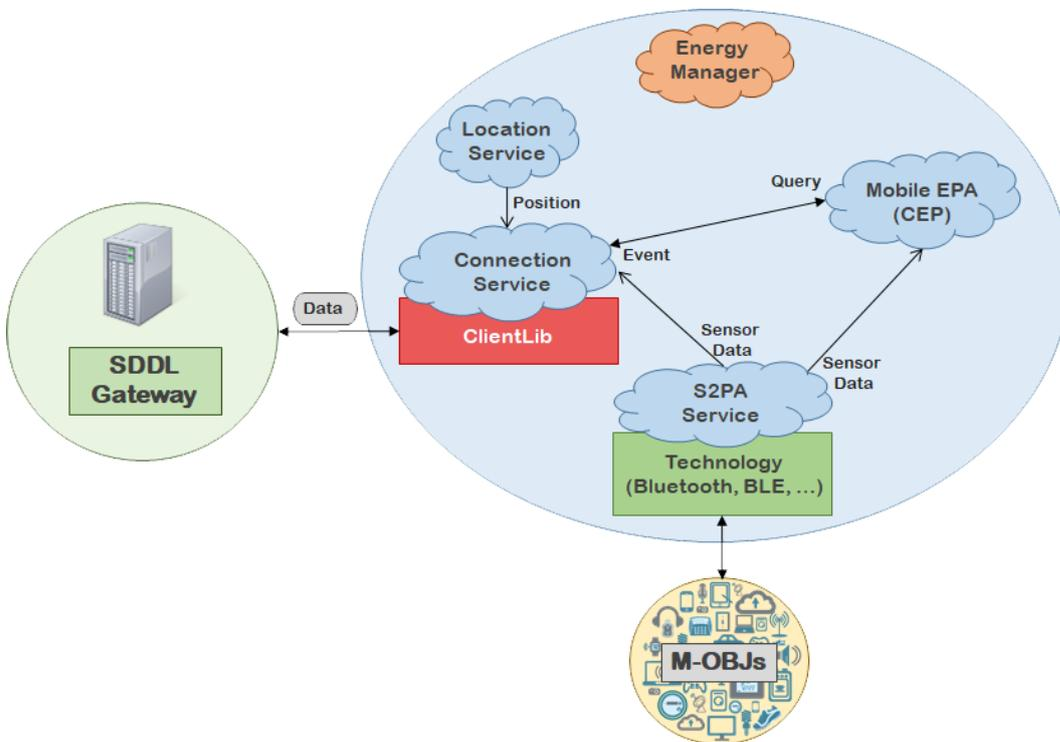 Energy
Manager
Location
Service
Position
Query
Mobile EPA
(CEP)
Connection
Service
Event
Data
ClientLib
SDDL
Gateway
Sensor
Data
Sensor
Data
S2PA
Service
Technology
(Bluetooth, BLE, ...)
M-OBJs